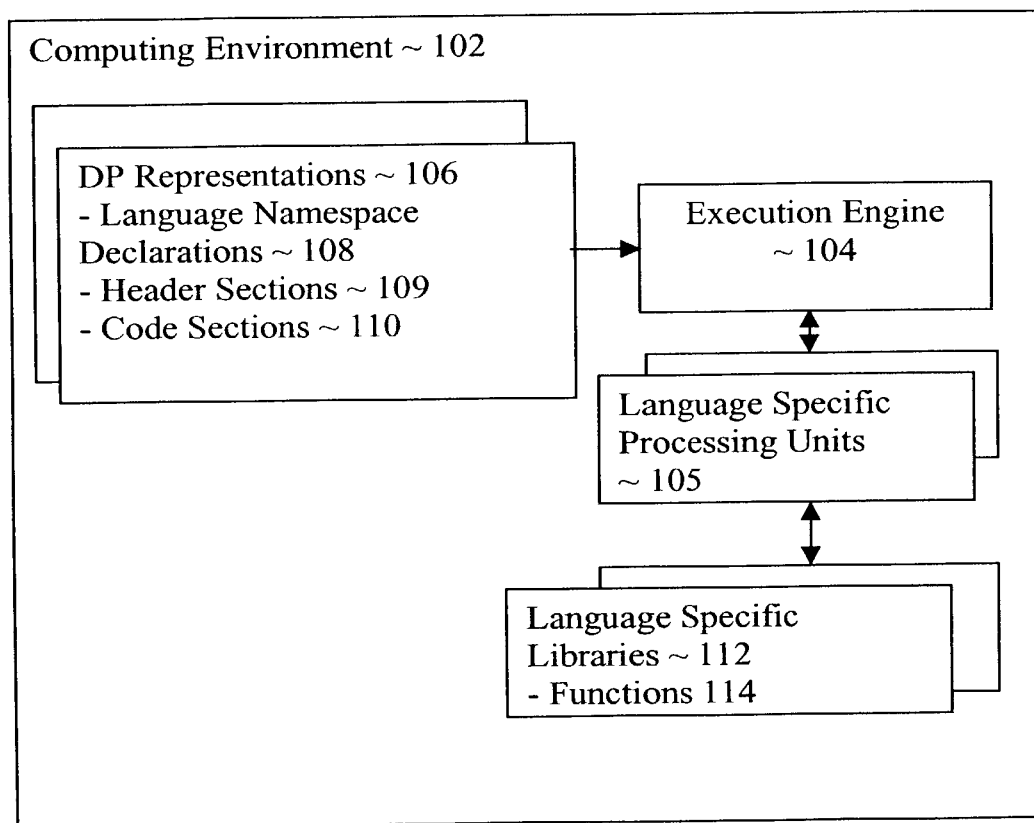 Computing Environment ~ 102
DP Representations ~ 106
- Language Namespace
Declarations ~ 108
- Header Sections ~ 109
- Code Sections ~ 110
Execution Engine
~ 104
Language Specific
Processing Units
~ 105
Language Specific
Libraries ~ 112
- Functions 114